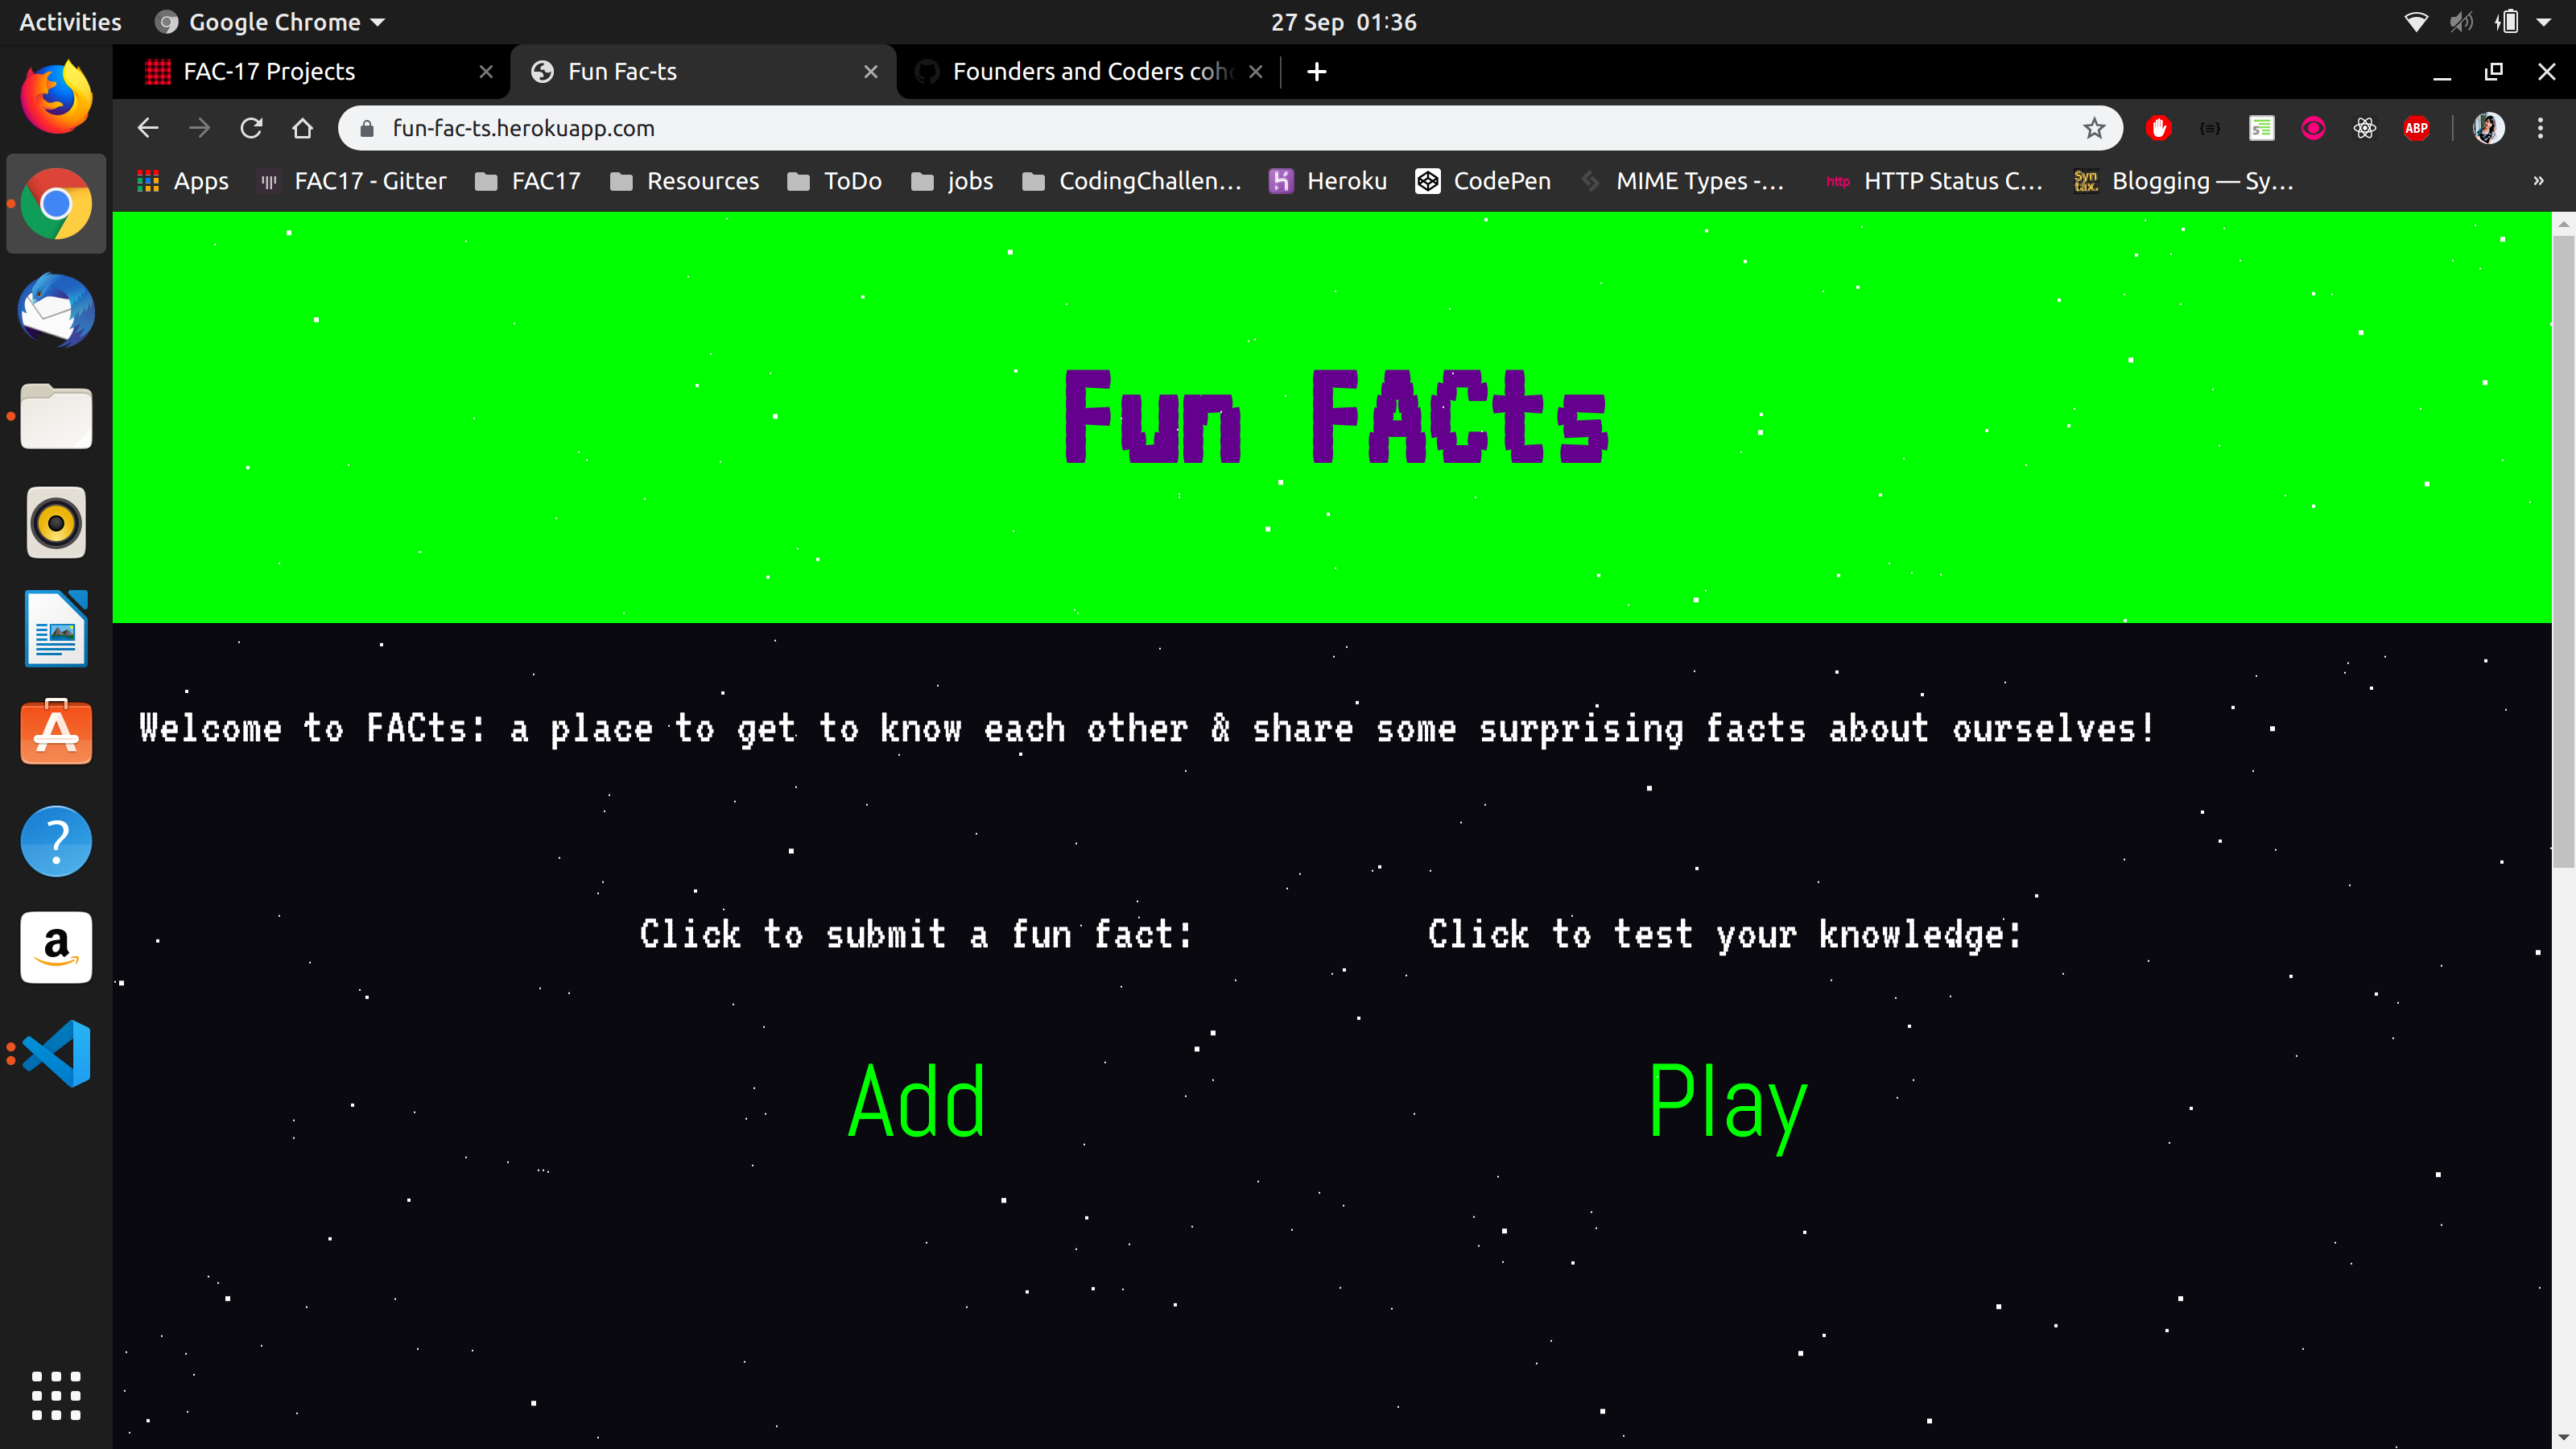 Activities Google Chrome 27 Sep 01:36
FAC-17 Projects Fun Fac-ts Founders and Coders coh
fun-fac-ts.herokuapp.com ABP
Apps FAC17 - Gitter FAC17 Resources ToDo jobs CodingChallen... Heroku CodePen MIME Types -... http HTTP Status C... Syntax. Blogging — Sy... »
Fun FACts
Welcome to FACts: a place to get to know each other & share some surprising facts about ourselves!
Click to submit a fun fact: Click to test your knowledge:
Add Play